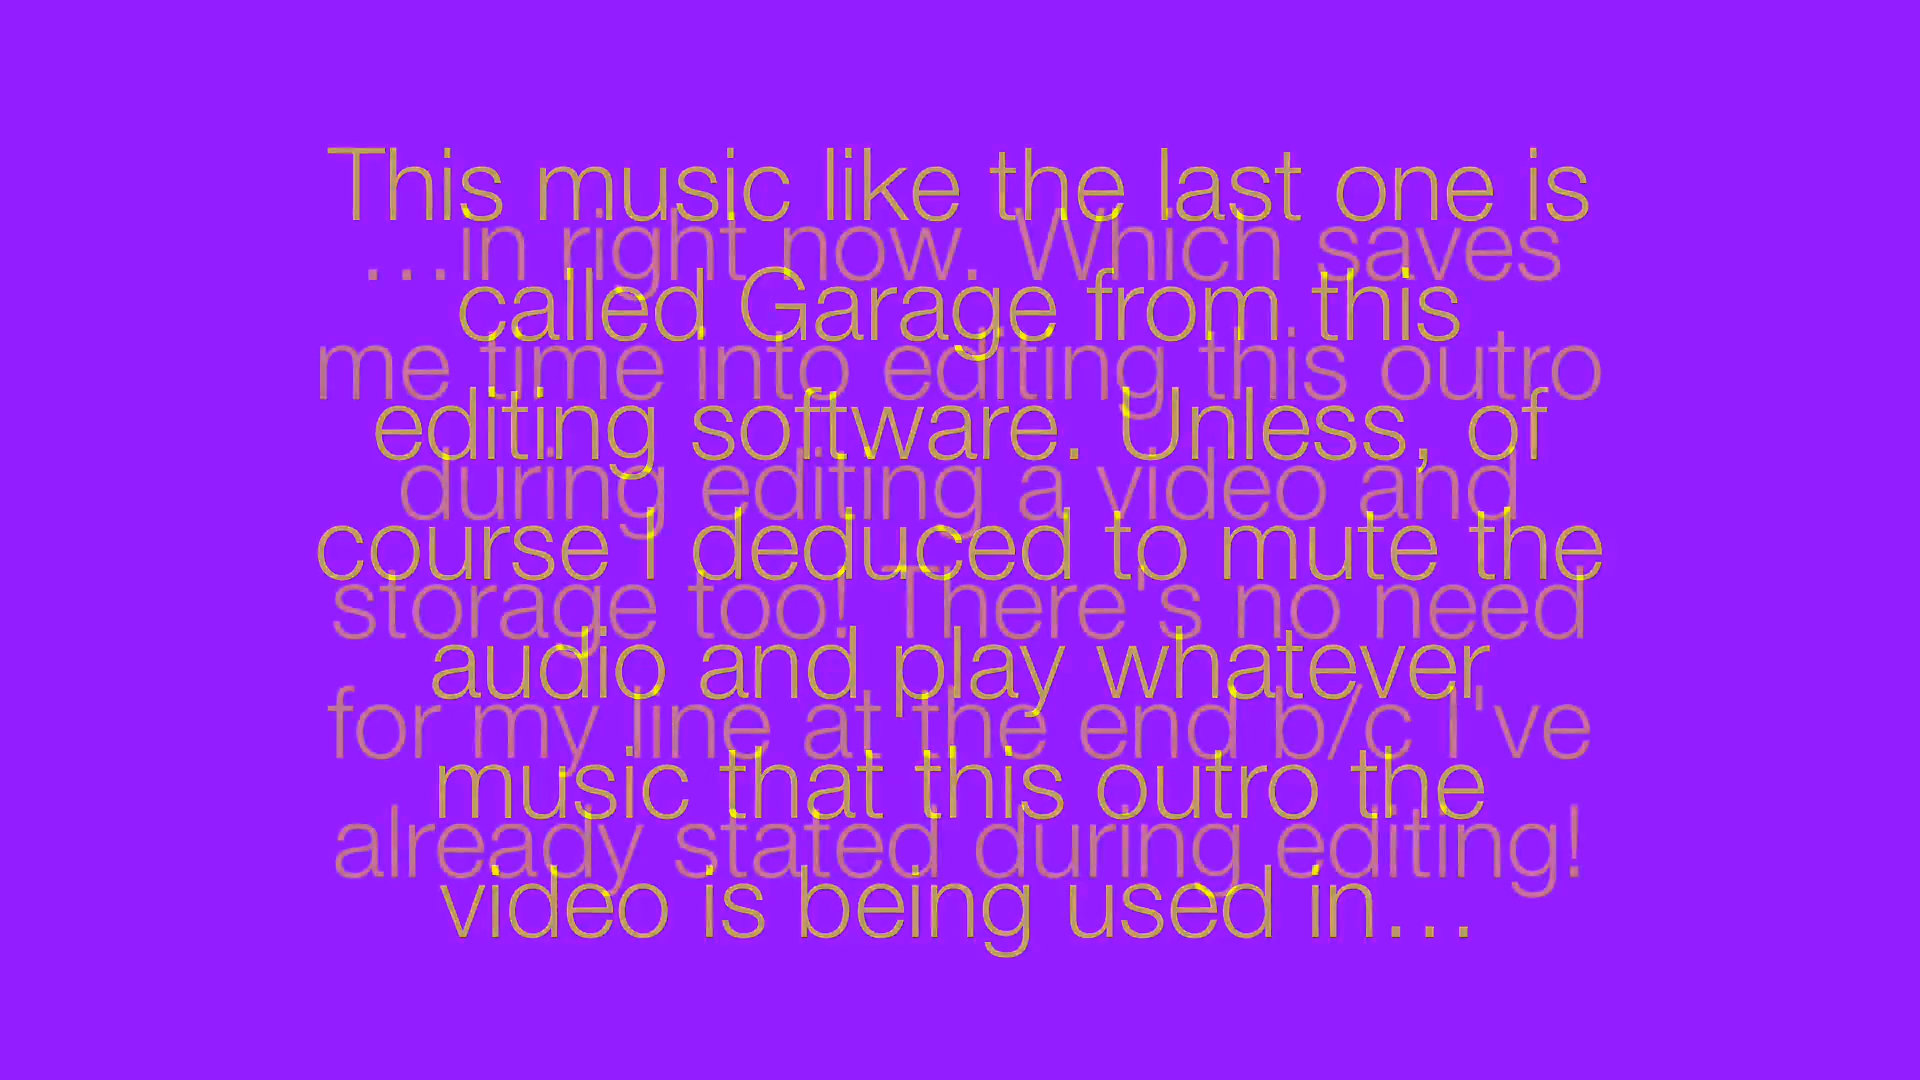 This music like the last one is
called Garage from this
editing software. Unless, of
course I deduced to mute the
audio and play whatever
music that this outro the
video is being used in...
...in right now. Which saves
me time into editing this outro
during editing a video and
storage too! There's no need
for my line at the end b/c I've
already stated during editing!